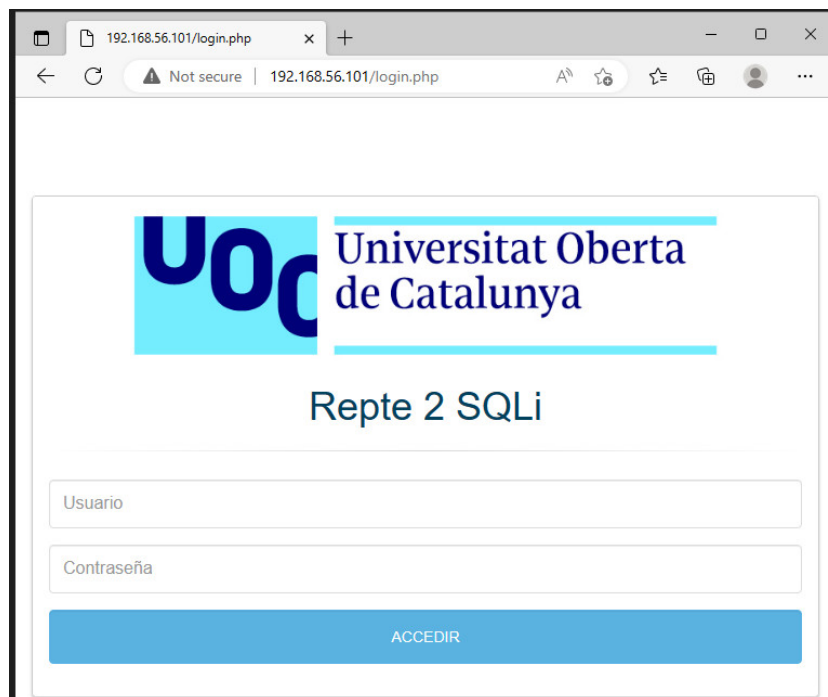 192.168.56.101/login.php
Not secure | 192.168.56.101/login.php
UOC
Universitat Oberta
de Catalunya
Repte 2 SQLi
Usuario
Contraseña
ACCEDIR